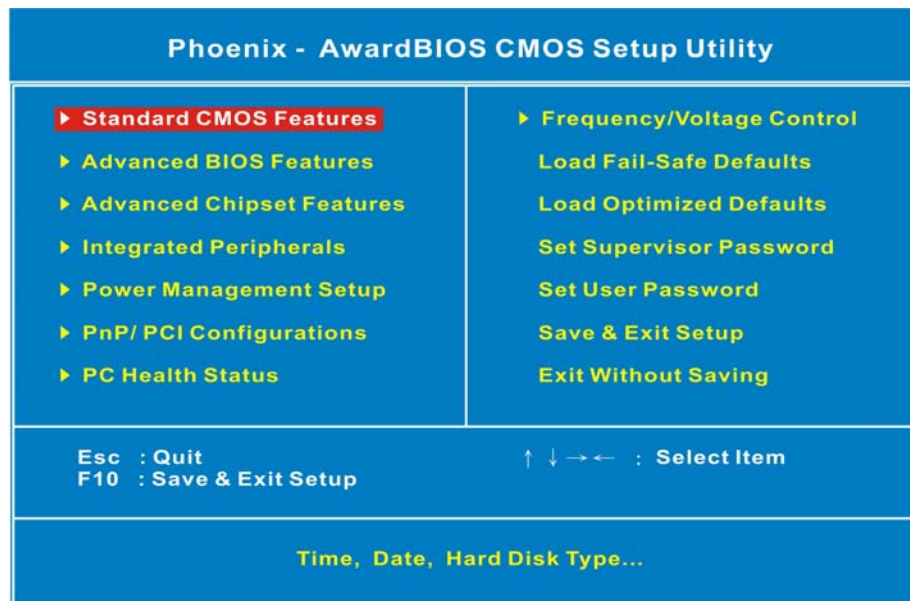 Phoenix - AwardBIOS CMOS Setup Utility
Standard CMOS Features
Advanced BIOS Features
Advanced Chipset Features
Integrated Peripherals
Power Management Setup
PnP/ PCI Configurations
PC Health Status
Frequency/Voltage Control
Load Fail-Safe Defaults
Load Optimized Defaults
Set Supervisor Password
Set User Password
Save & Exit Setup
Exit Without Saving
Esc : Quit
F10 : Save & Exit Setup
↑ ↓ → ← : Select Item
Time, Date, Hard Disk Type...